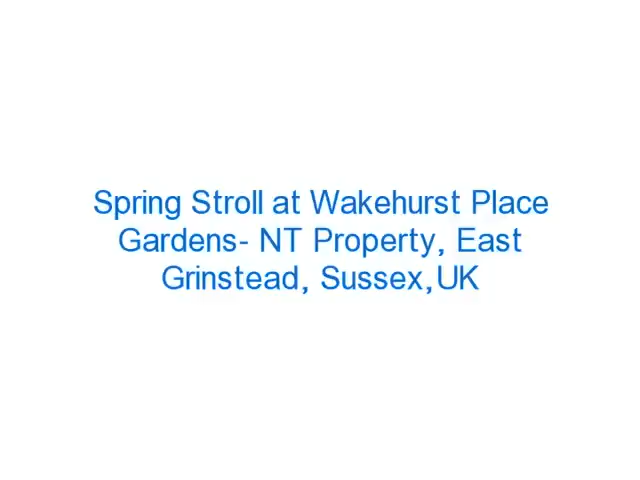 Spring Stroll at Wakehurst Place
Gardens- NT Property, East
Grinstead, Sussex,UK